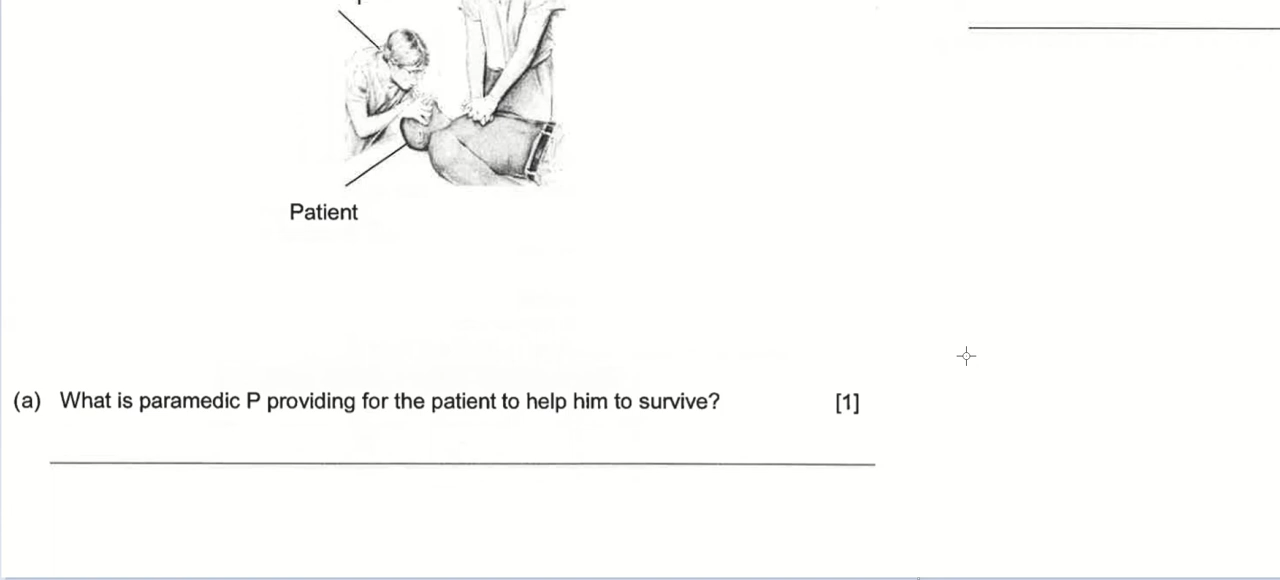 Patient
(a) What is paramedic P providing for the patient to help him to survive? [1]